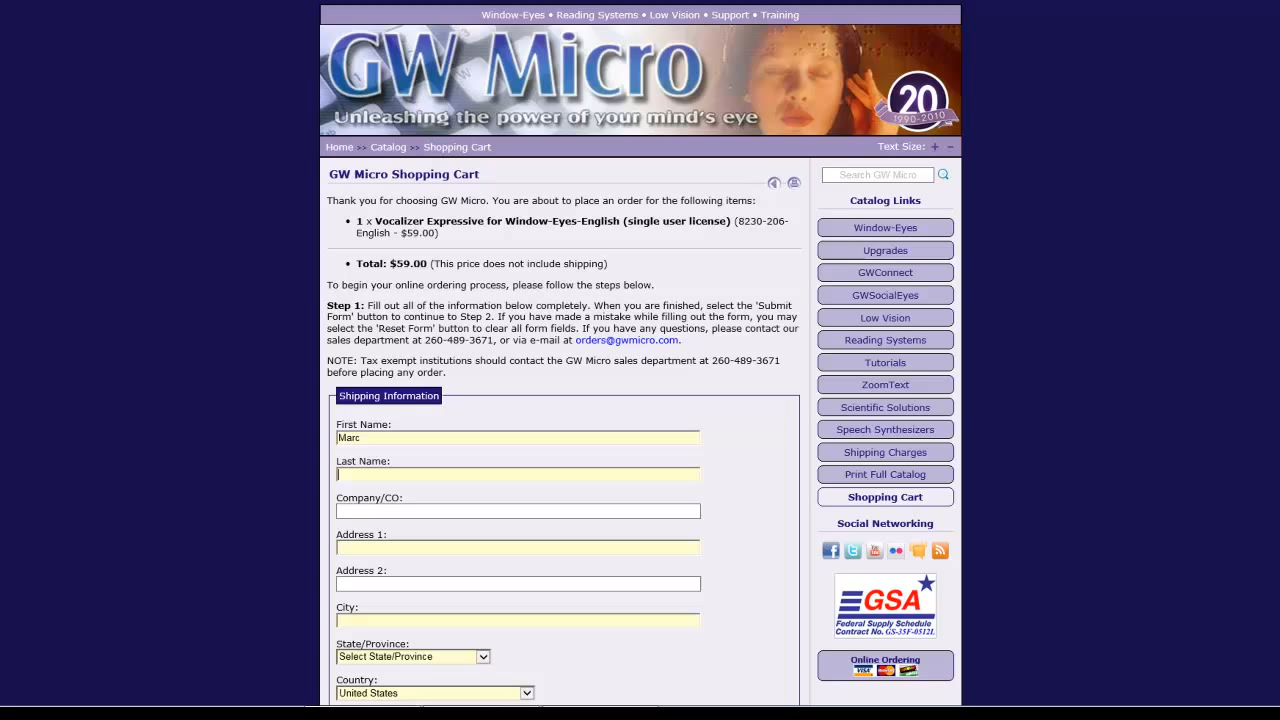 Window-Eyes • Reading Systems • Low Vision • Support • Training
GW Micro
Unleashing the power of your mind's eye
20
1990-2010
Home >> Catalog >> Shopping Cart
Text Size: + −
GW Micro Shopping Cart
Thank you for choosing GW Micro. You are about to place an order for the following items:
• 1 x Vocalizer Expressive for Window-Eyes-English (single user license) (8230-206-
English - $59.00)
• Total: $59.00 (This price does not include shipping)
To begin your online ordering process, please follow the steps below.
Step 1: Fill out all of the information below completely. When you are finished, select the 'Submit
Form' button to continue to Step 2. If you have made a mistake while filling out the form, you may
select the 'Reset Form' button to clear all form fields. If you have any questions, please contact our
sales department at 260-489-3671, or via e-mail at orders@gwmicro.com.
NOTE: Tax exempt institutions should contact the GW Micro sales department at 260-489-3671
before placing any order.
Shipping Information
First Name:
Marc
Last Name:
Company/CO:
Address 1:
Address 2:
City:
State/Province:
Select State/Province
Country:
United States
Search GW Micro
Catalog Links
Window-Eyes
Upgrades
GWConnect
GWSocialEyes
Low Vision
Reading Systems
Tutorials
ZoomText
Scientific Solutions
Speech Synthesizers
Shipping Charges
Print Full Catalog
Shopping Cart
Social Networking
GSA
Federal Supply Schedule
Contract No. GS-35F-0512L
Online Ordering
VISA